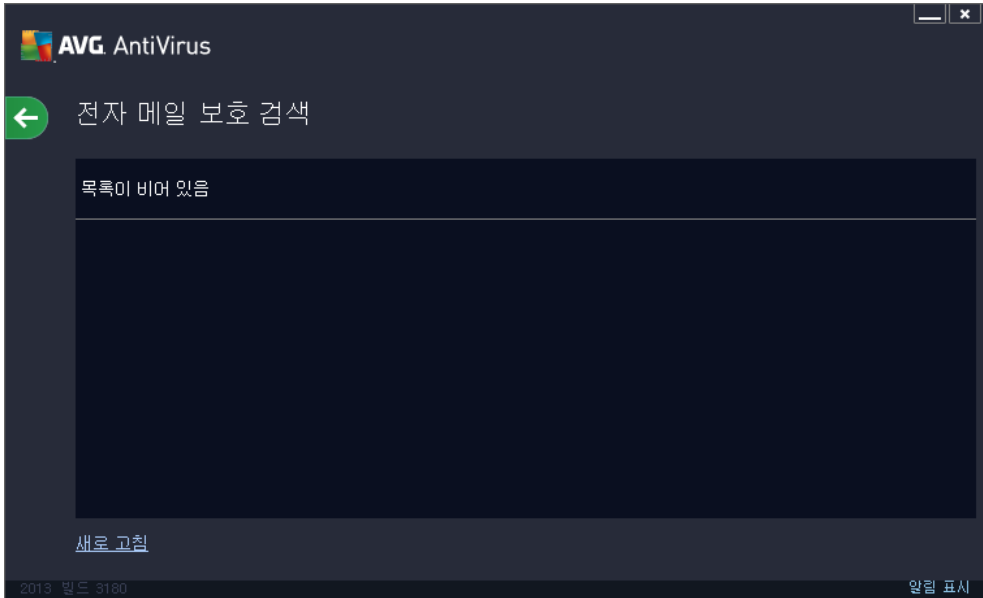 AVG. AntiVirus
전자 메일 보호 검색
목록이 비어 있음
새로 고침
2013 빌드 3180
알림 표시